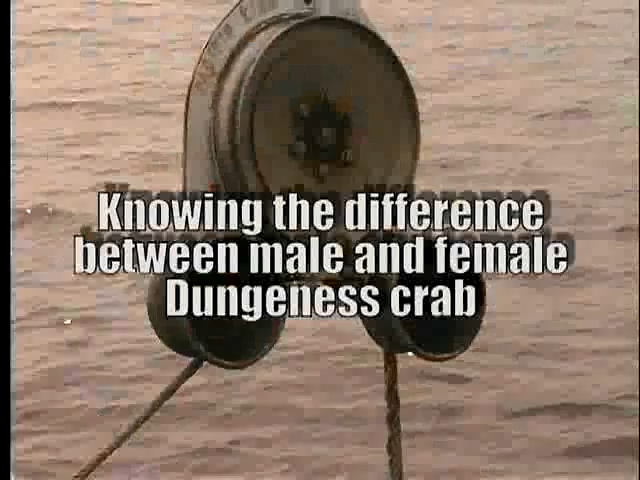 Knowing the difference
between male and female
Dungeness crab